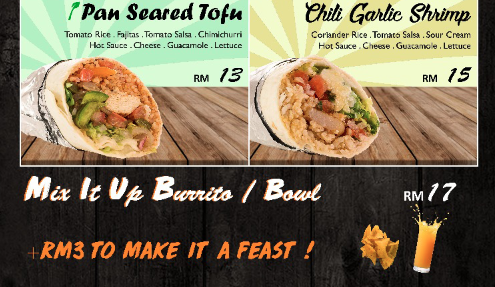 Pan Seared Tofu
Tomato Rice . Fajitas . Tomato Salsa . Chimichurri
Hot Sauce . Cheese . Guacamole . Lettuce
RM 13
Chili Garlic Shrimp
Coriander Rice . Tomato Salsa . Sour Cream
Hot Sauce . Cheese . Guacamole . Lettuce
RM 15
Mix It Up Burrito / Bowl
RM 17
+RM3 TO MAKE IT A FEAST !